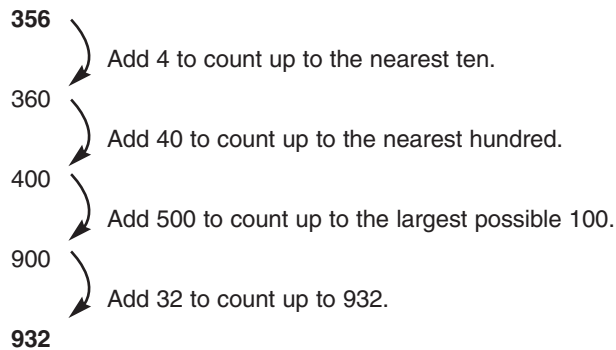 356
Add 4 to count up to the nearest ten.
360
Add 40 to count up to the nearest hundred.
400
Add 500 to count up to the largest possible 100.
900
Add 32 to count up to 932.
932